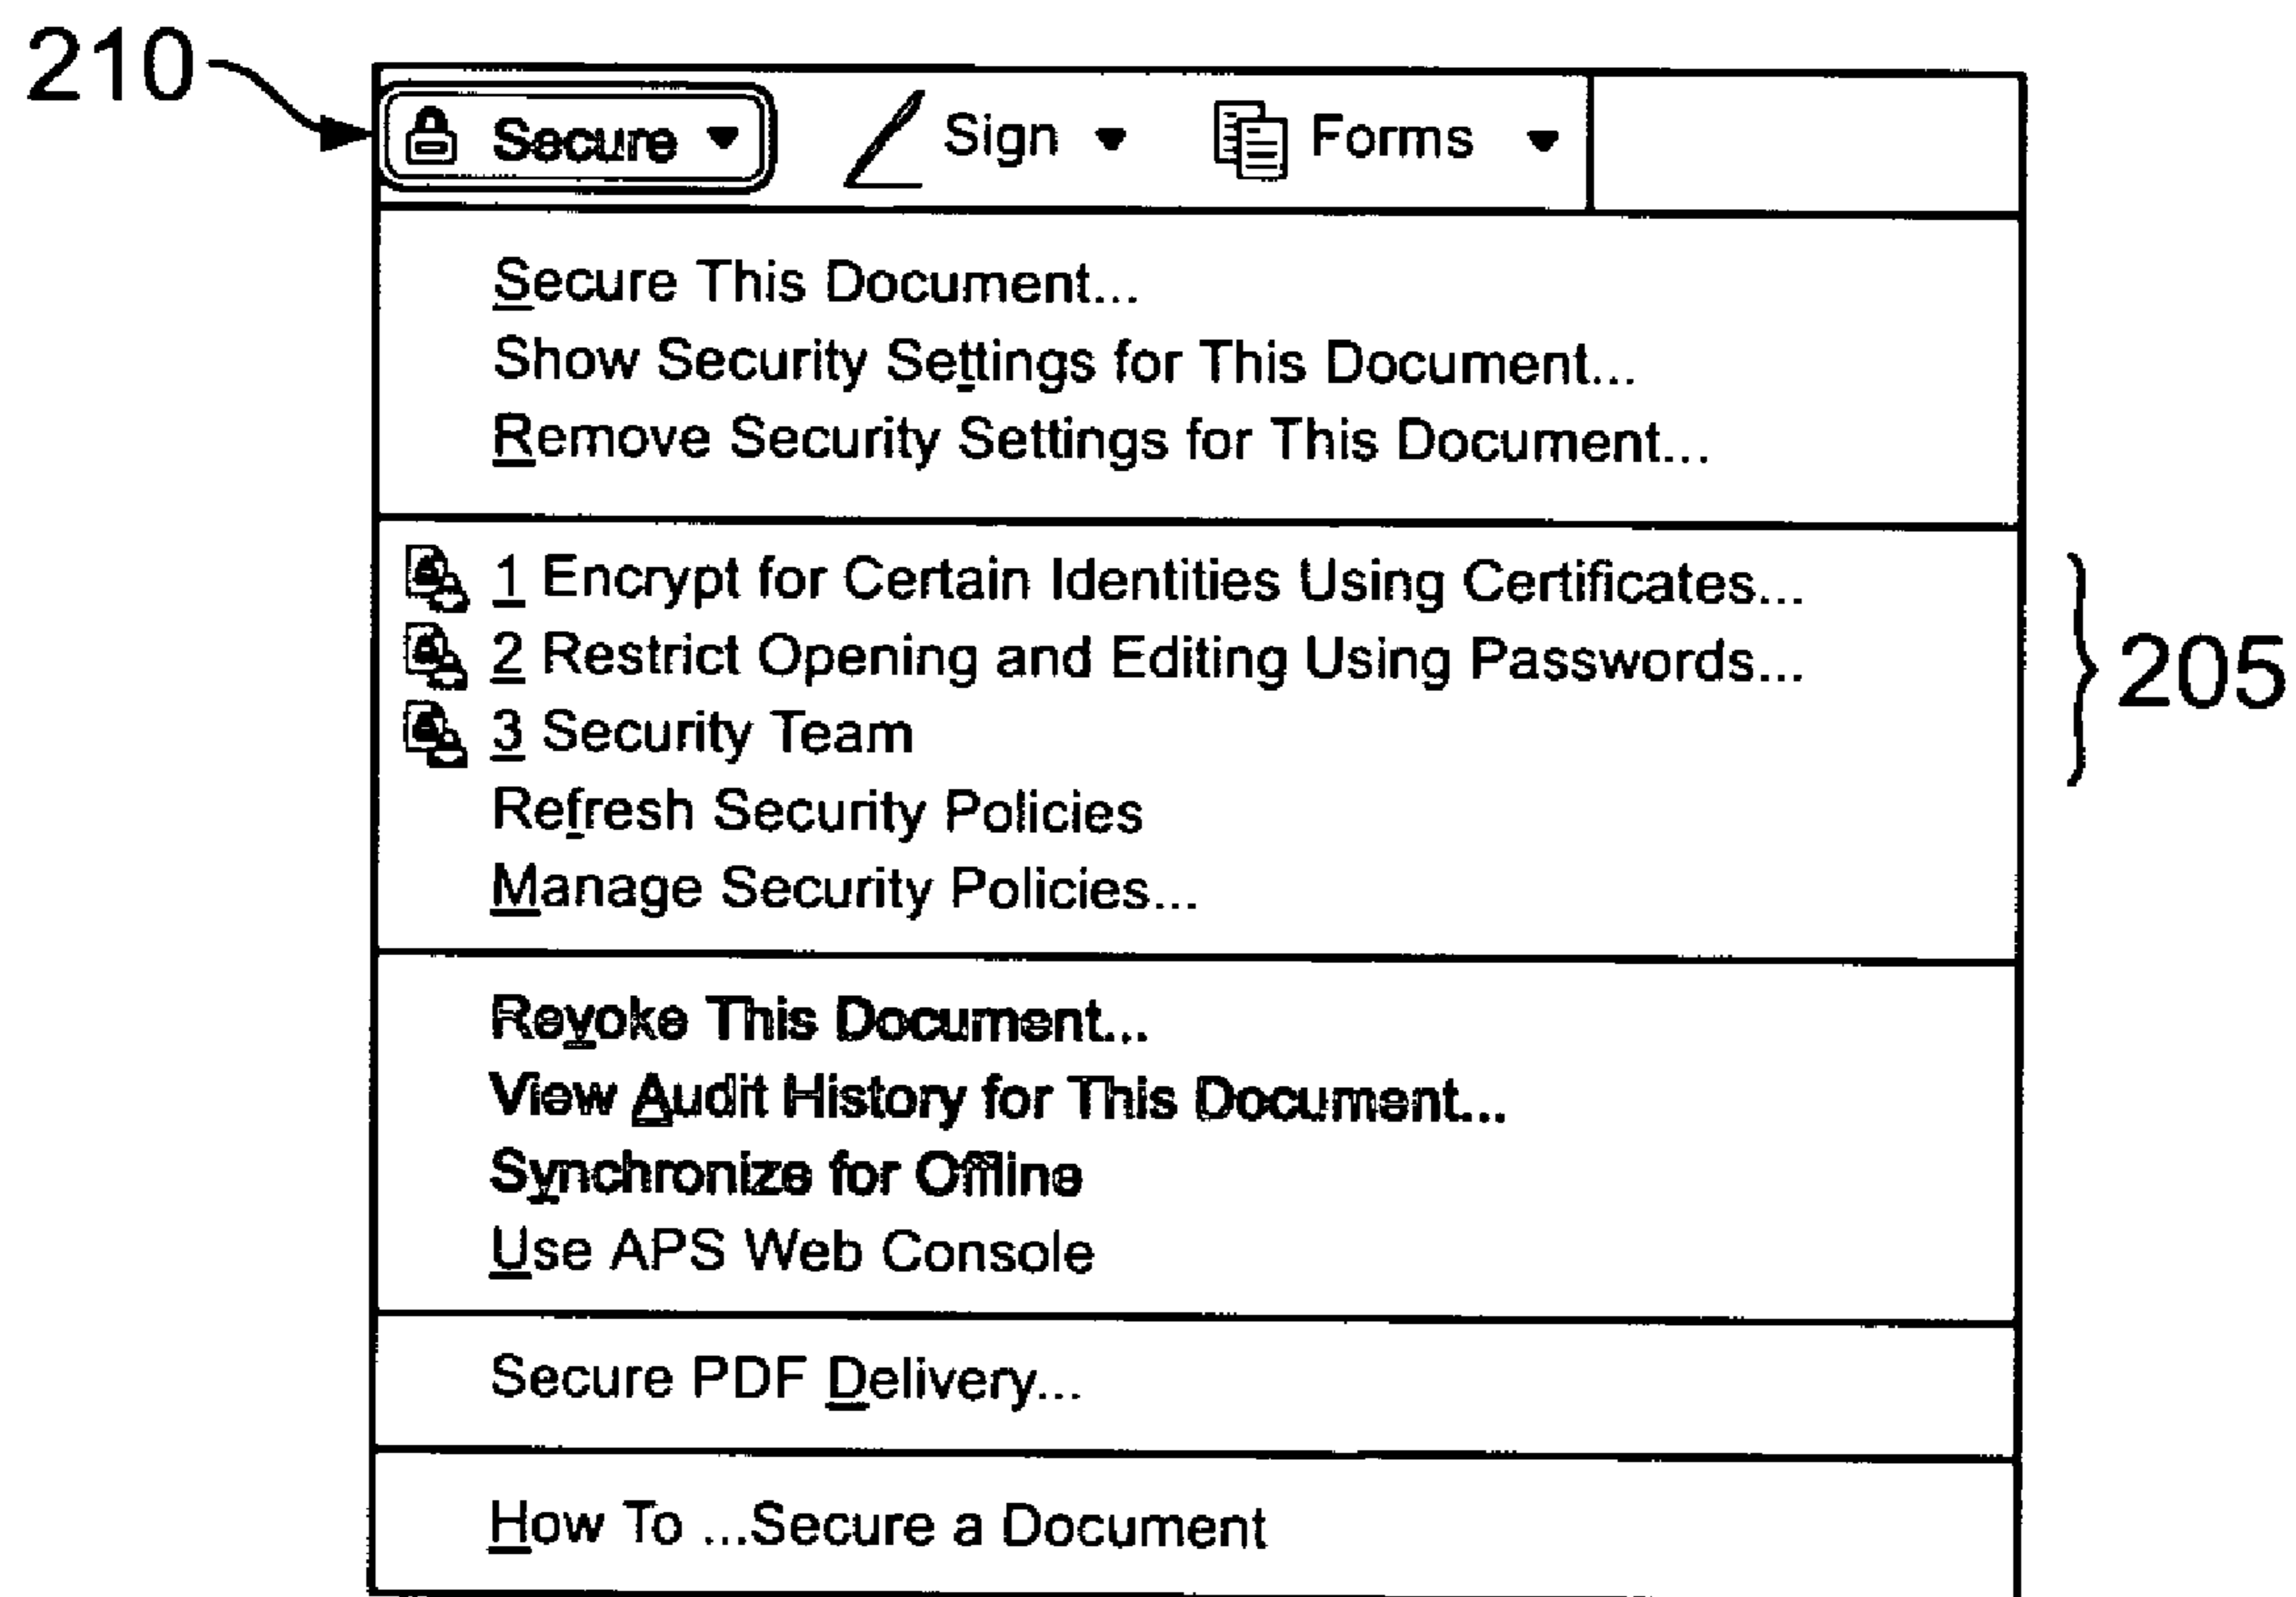 210
Secure Sign Forms
Secure This Document...
Show Security Settings for This Document...
Remove Security Settings for This Document...
1 Encrypt for Certain Identities Using Certificates...
2 Restrict Opening and Editing Using Passwords...
205
3 Security Team
Refresh Security Policies
Manage Security Policies...
Revoke This Document...
View Audit History for This Document...
Synchronize for Offline
Use APS Web Console
Secure PDF Delivery...
How To ...Secure a Document